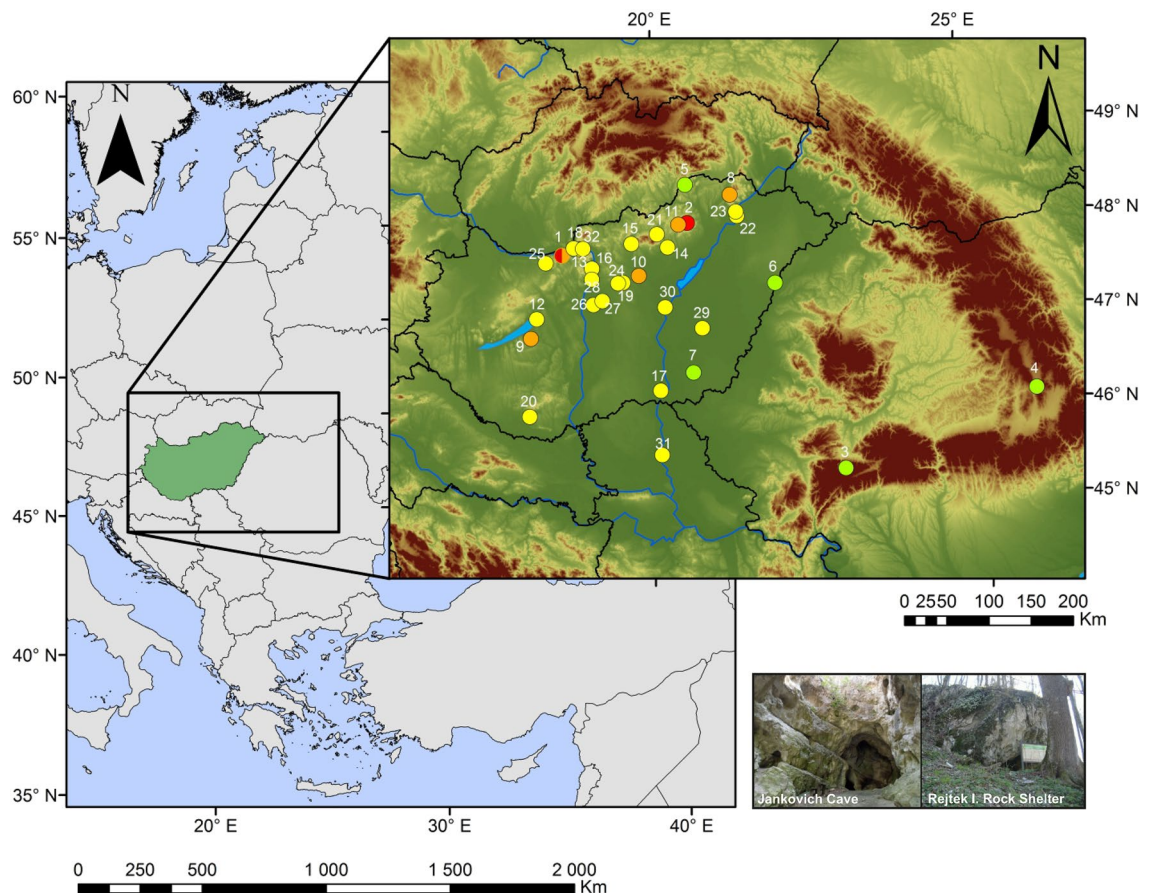 20° E 25° E
N
49° N
48° N
47° N
46° N
45° N
5
8
23
22
11 2
21
15
14
1 18 32
25 13 16
10
24
19
28
26 27
12
9
6
30
29
7
17
4
20
3
31
N
60° N
55° N
50° N
45° N
40° N
35° N
20° E 30° E 40° E
0 2550 100 150 200
Km
Jankovich Cave
Rejtek I. Rock Shelter
0 250 500 1 000 1 500 2 000
Km